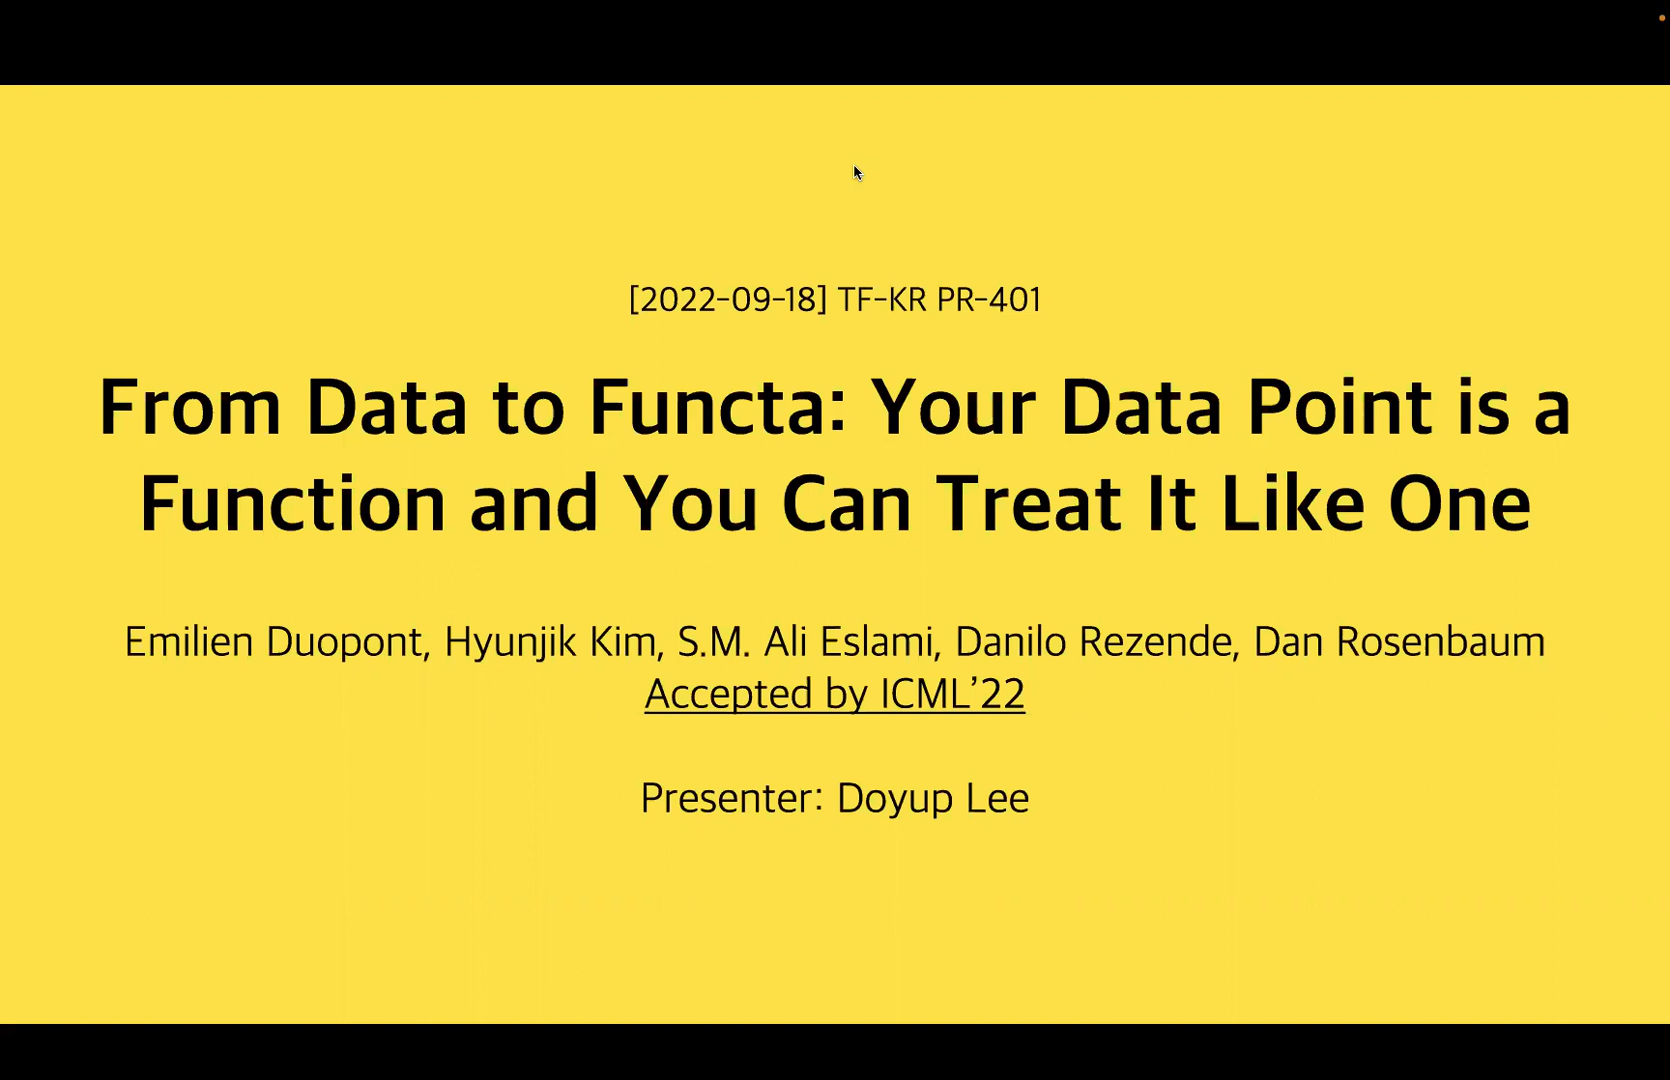 [2022-09-18] TF-KR PR-401
From Data to Functa: Your Data Point is a
Function and You Can Treat It Like One
Emilien Duopont, Hyunjik Kim, S.M. Ali Eslami, Danilo Rezende, Dan Rosenbaum
Accepted by ICML’22
Presenter: Doyup Lee